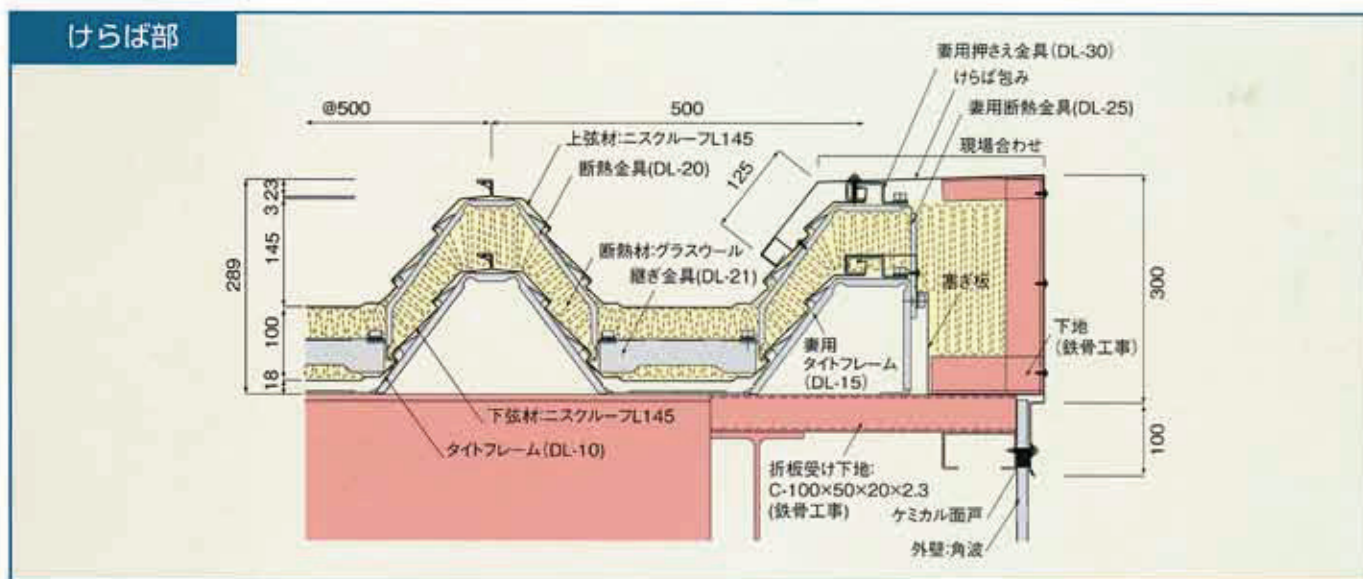 けらば部
妻用押さえ金具(DL-30)
けらば包み
妻用断熱金具(DL-25)
現場合わせ
@500
500
上弦材:ニスクルーフL145
断熱金具(DL-20)
125
323
145
289
100
18
断熱材:グラスウール
継ぎ金具(DL-21)
塞ぎ板
300
下地
(鉄骨工事)
妻用
タイトフレーム
(DL-15)
下弦材:ニスクルーフL145
タイトフレーム(DL-10)
100
折板受け下地:
C-100×50×20×2.3
(鉄骨工事)
ケミカル面戸
外壁:角波